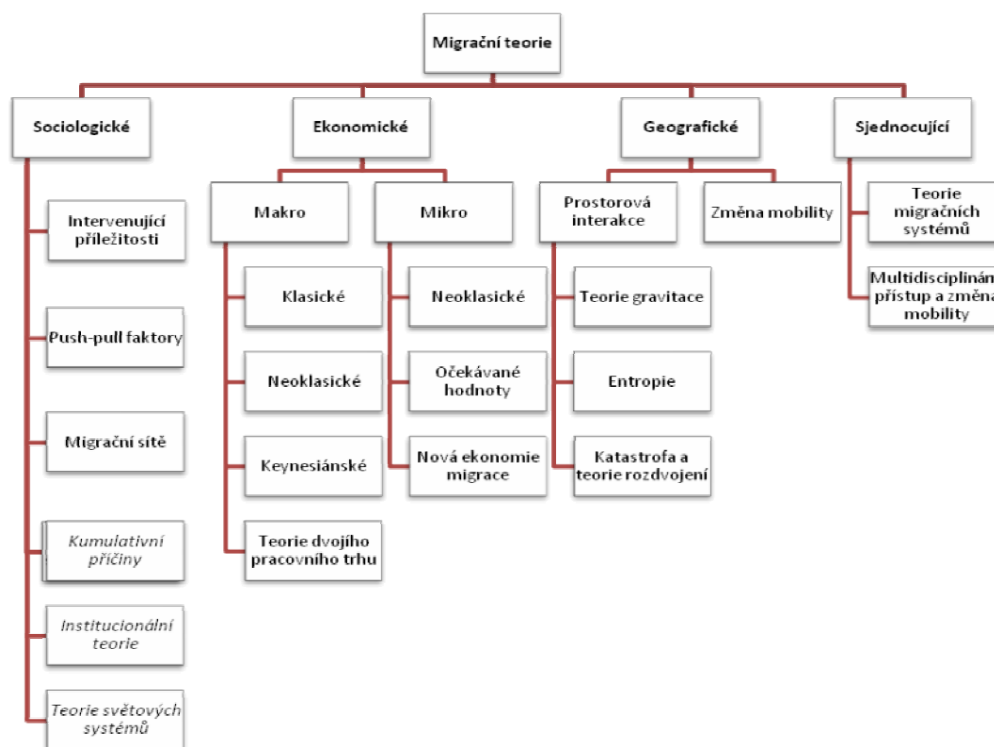 Migrační teorie
Sociologické
Ekonomické
Geografické
Sjednocující
Intervenující
příležitosti
Push-pull faktory
Migrační sítě
Kumulativní
příčiny
Institucionální
teorie
Teorie světových
systémů
Makro
Mikro
Klasické
Neoklasické
Keynesiánské
Teorie dvojího
pracovního trhu
Neoklasické
Očekávané
hodnoty
Nová ekonomie
migrace
Prostorová
interakce
Změna mobility
Teorie gravitace
Entropie
Katastrofa a
teorie rozdvojení
Teorie
migračních
systémů
Multidisciplinám
přístup a změna
mobility